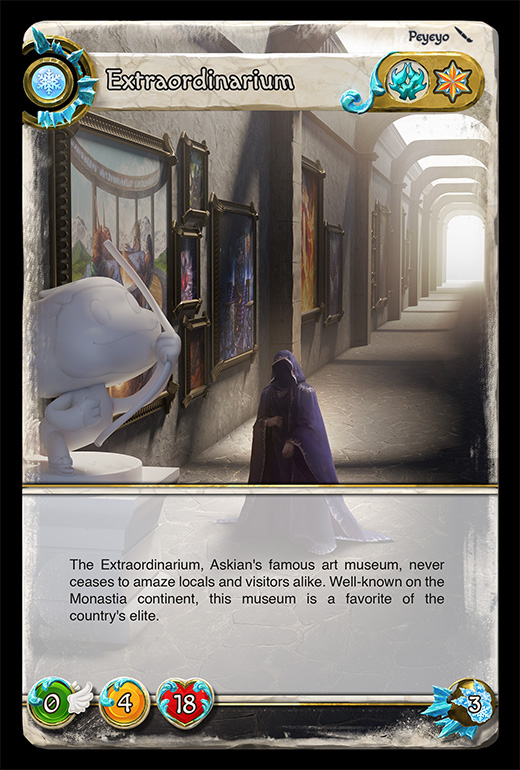 Peyeyo
Extraordinarium
The Extraordinarium, Askian's famous art museum, never
ceases to amaze locals and visitors alike. Well-known on the
Monastia continent, this museum is a favorite of the
country's elite.
0 4 18 3